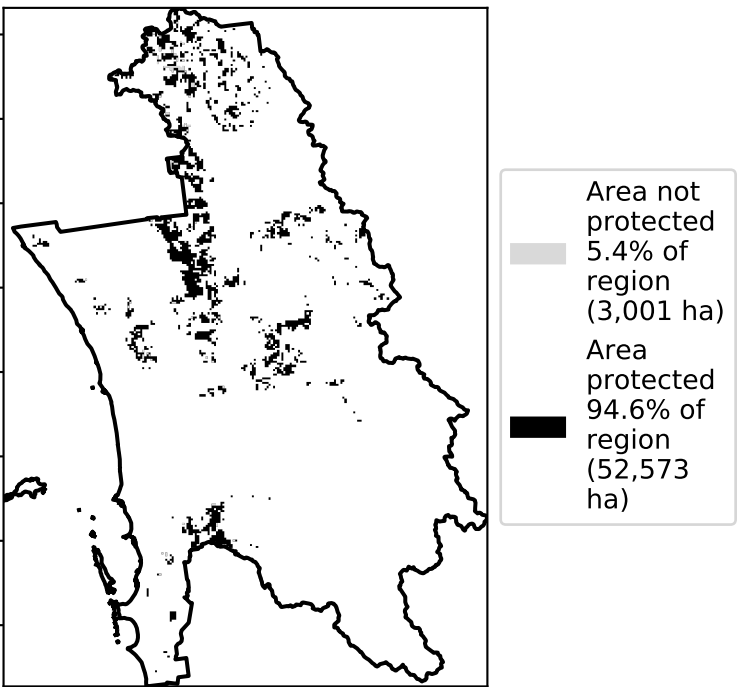 Area not
protected
5.4% of
region
(3,001 ha)
Area
protected
94.6% of
region
(52,573
ha)